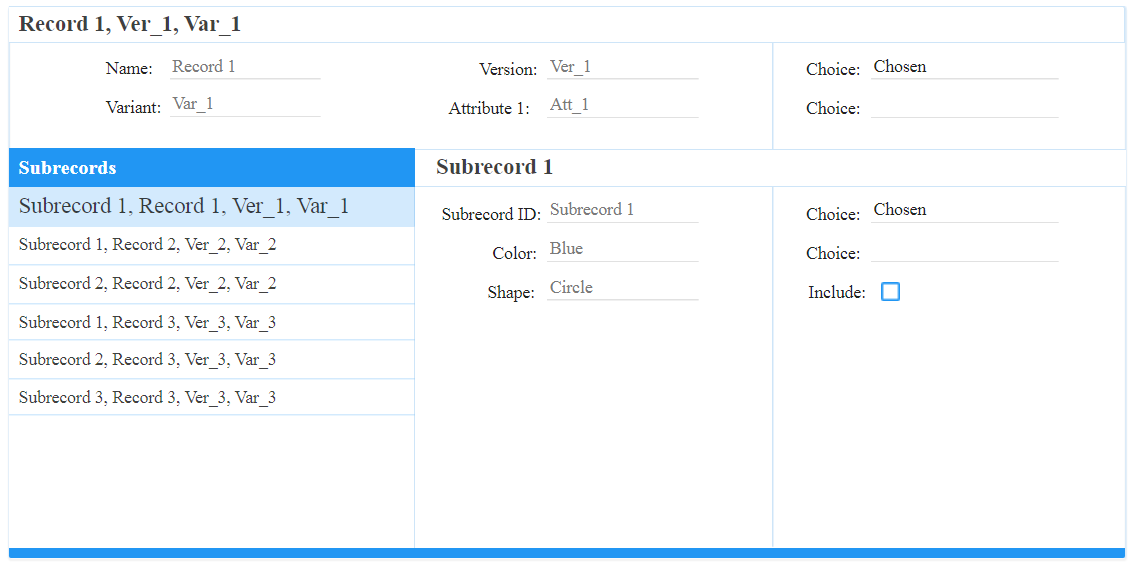 Record 1, Ver_1, Var_1
Name: Record 1 Version: Ver_1 Choice: Chosen
Variant: Var_1 Attribute 1: Att_1 Choice:
Subrecords
Subrecord 1, Record 1, Ver_1, Var_1
Subrecord 1, Record 2, Ver_2, Var_2
Subrecord 2, Record 2, Ver_2, Var_2
Subrecord 1, Record 3, Ver_3, Var_3
Subrecord 2, Record 3, Ver_3, Var_3
Subrecord 3, Record 3, Ver_3, Var_3
Subrecord 1
Subrecord ID: Subrecord 1 Choice: Chosen
Color: Blue Choice:
Shape: Circle Include: